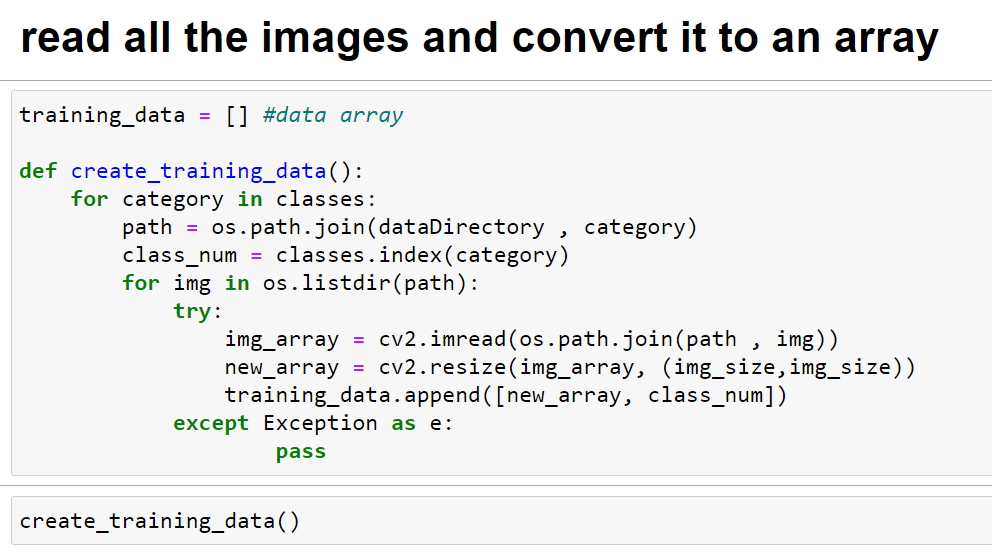 read all the images and convert it to an array
training_data = [] #data array
def create_training_data():
    for category in classes:
        path = os.path.join(dataDirectory , category)
        class_num = classes.index(category)
        for img in os.listdir(path):
            try:
                img_array = cv2.imread(os.path.join(path , img))
                new_array = cv2.resize(img_array, (img_size,img_size))
                training_data.append([new_array, class_num])
            except Exception as e:
                    pass
create_training_data()